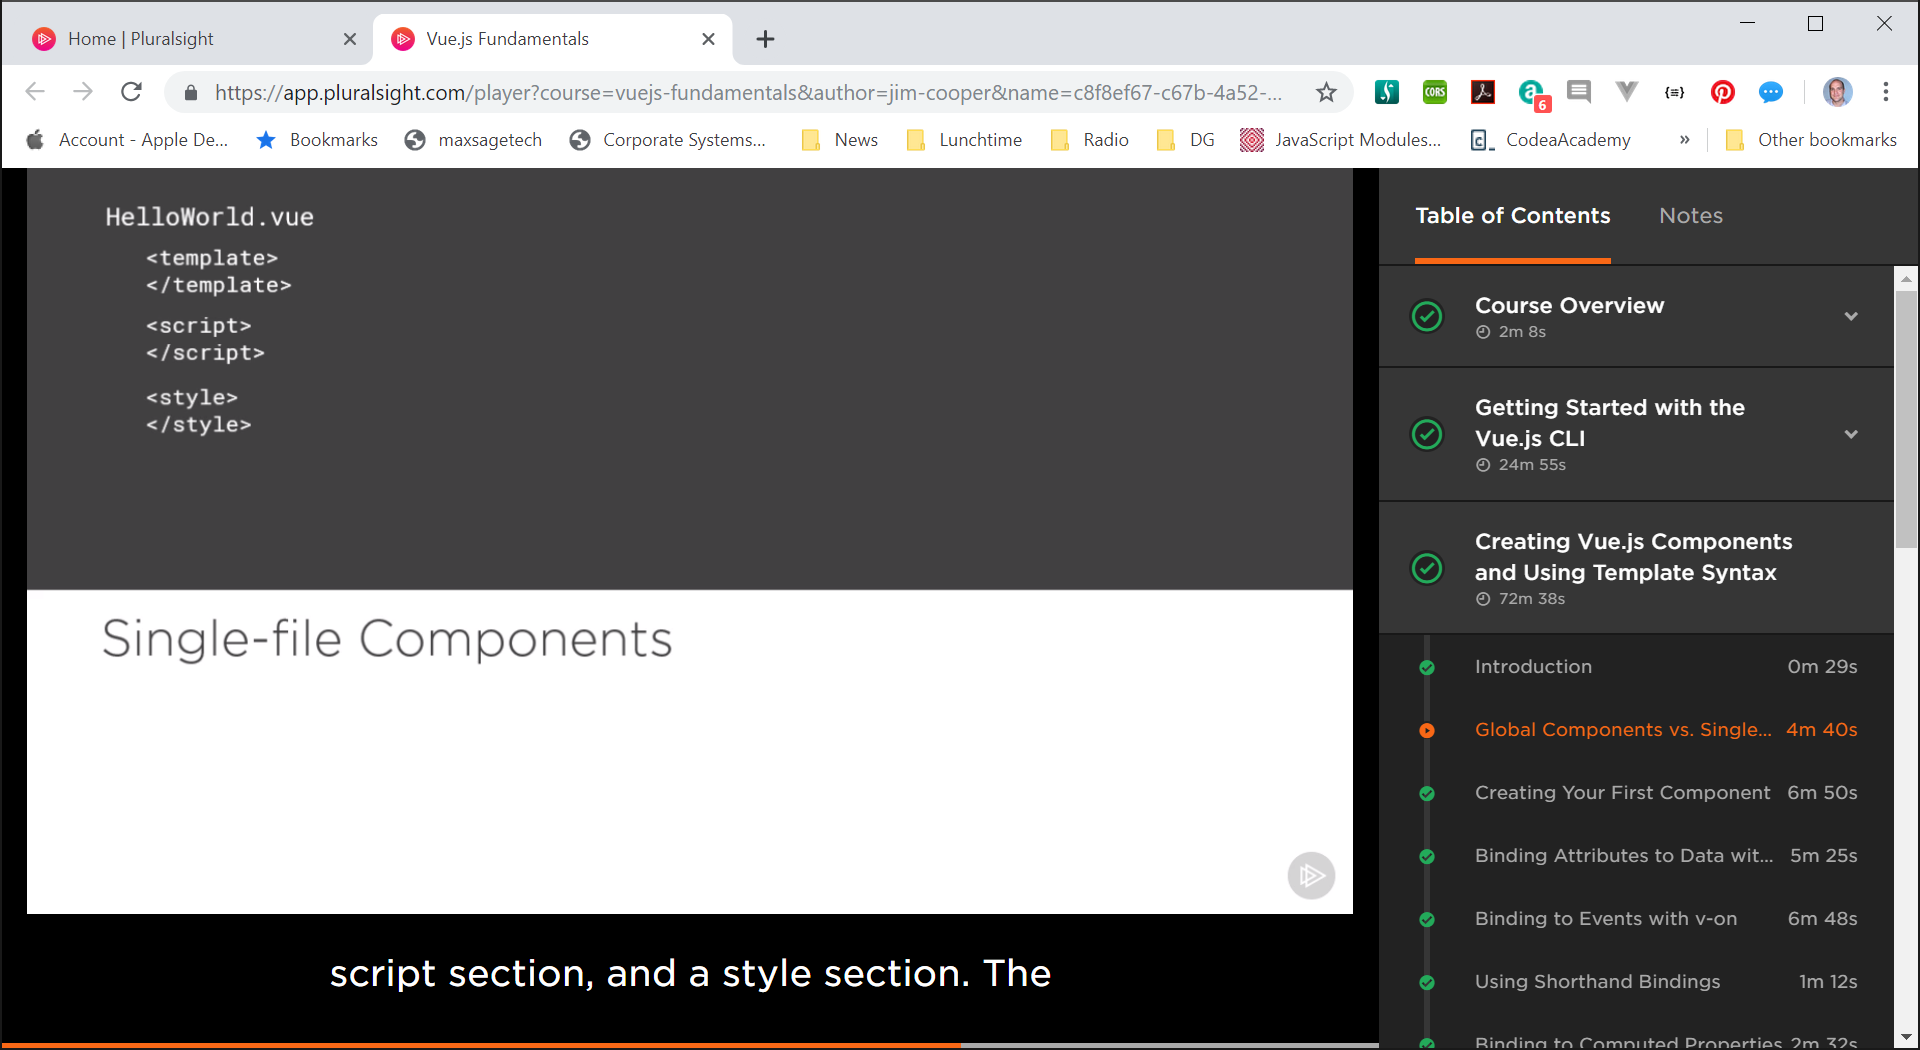 Home | Pluralsight
Vue.js Fundamentals
https://app.pluralsight.com/player?course=vuejs-fundamentals&author=jim-cooper&name=c8f8ef67-c67b-4a52-...
CORS
6
Account - Apple De...
Bookmarks
maxsagetech
Corporate Systems...
News
Lunchtime
Radio
DG
JavaScript Modules...
CodeaAcademy
»
Other bookmarks
HelloWorld.vue
<template>
</template>
<script>
</script>
<style>
</style>
Single-file Components
script section, and a style section. The
Table of Contents
Notes
Course Overview
2m 8s
Getting Started with the
Vue.js CLI
24m 55s
Creating Vue.js Components
and Using Template Syntax
72m 38s
Introduction 0m 29s
Global Components vs. Single... 4m 40s
Creating Your First Component 6m 50s
Binding Attributes to Data wit... 5m 25s
Binding to Events with v-on 6m 48s
Using Shorthand Bindings 1m 12s
Binding to Computed Properties 2m 32s